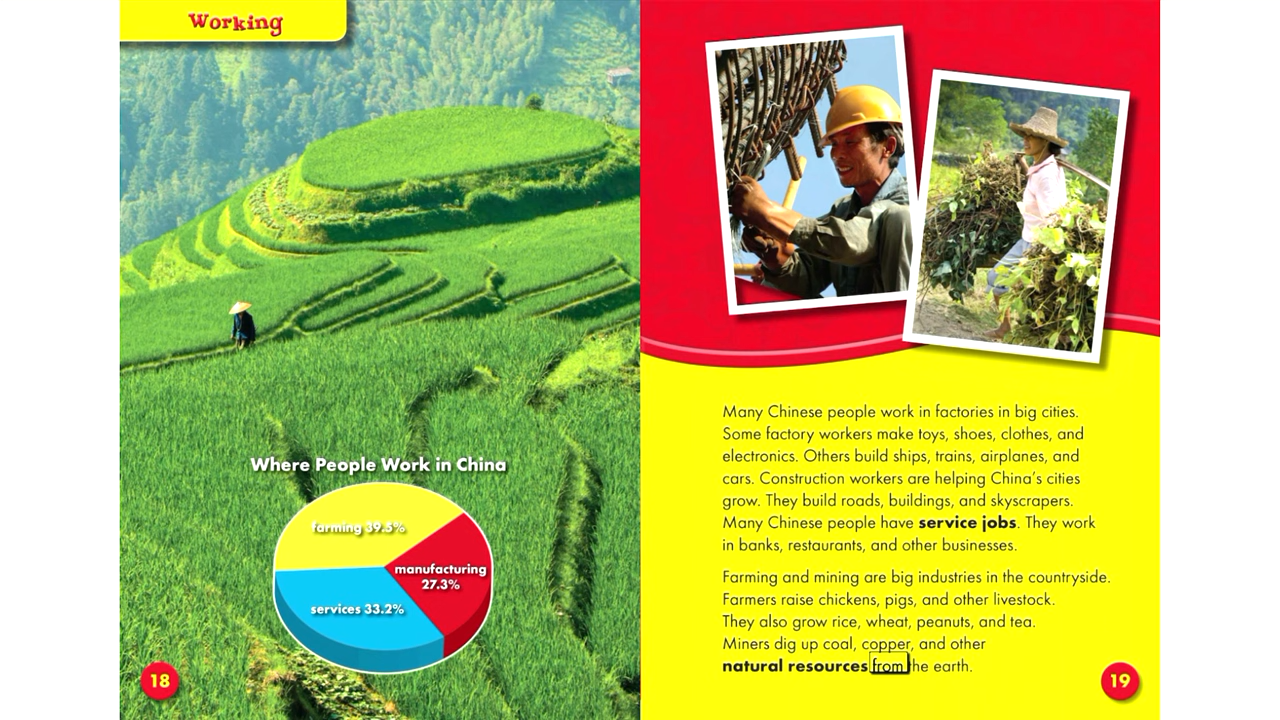 Working
Where People Work in China
farming 39.5%
manufacturing
27.3%
services 33.2%
18
Many Chinese people work in factories in big cities.
Some factory workers make toys, shoes, clothes, and
electronics. Others build ships, trains, airplanes, and
cars. Construction workers are helping China's cities
grow. They build roads, buildings, and skyscrapers.
Many Chinese people have service jobs. They work
in banks, restaurants, and other businesses.
Farming and mining are big industries in the countryside.
Farmers raise chickens, pigs, and other livestock.
They also grow rice, wheat, peanuts, and tea.
Miners dig up coal, copper, and other
natural resources from the earth.
19